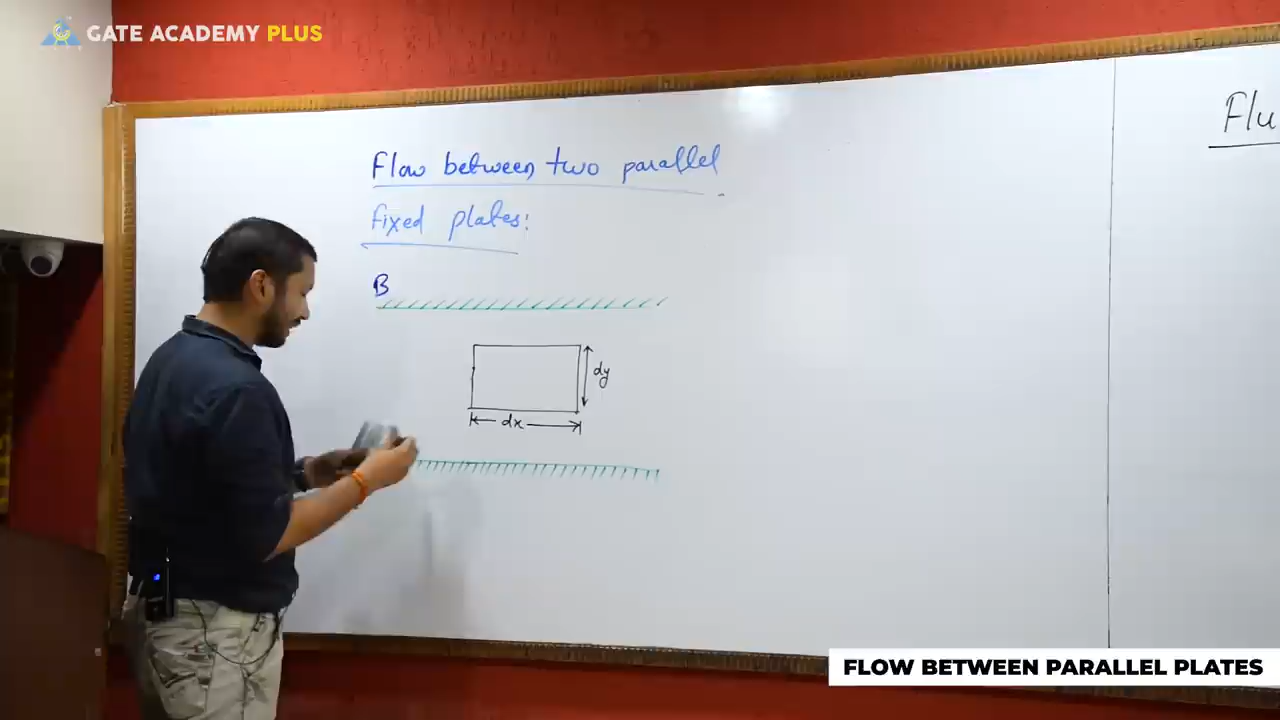 GATE ACADEMY PLUS
Flow between two parallel
fixed plates:
B
dy
dx
Flu
FLOW BETWEEN PARALLEL PLATES